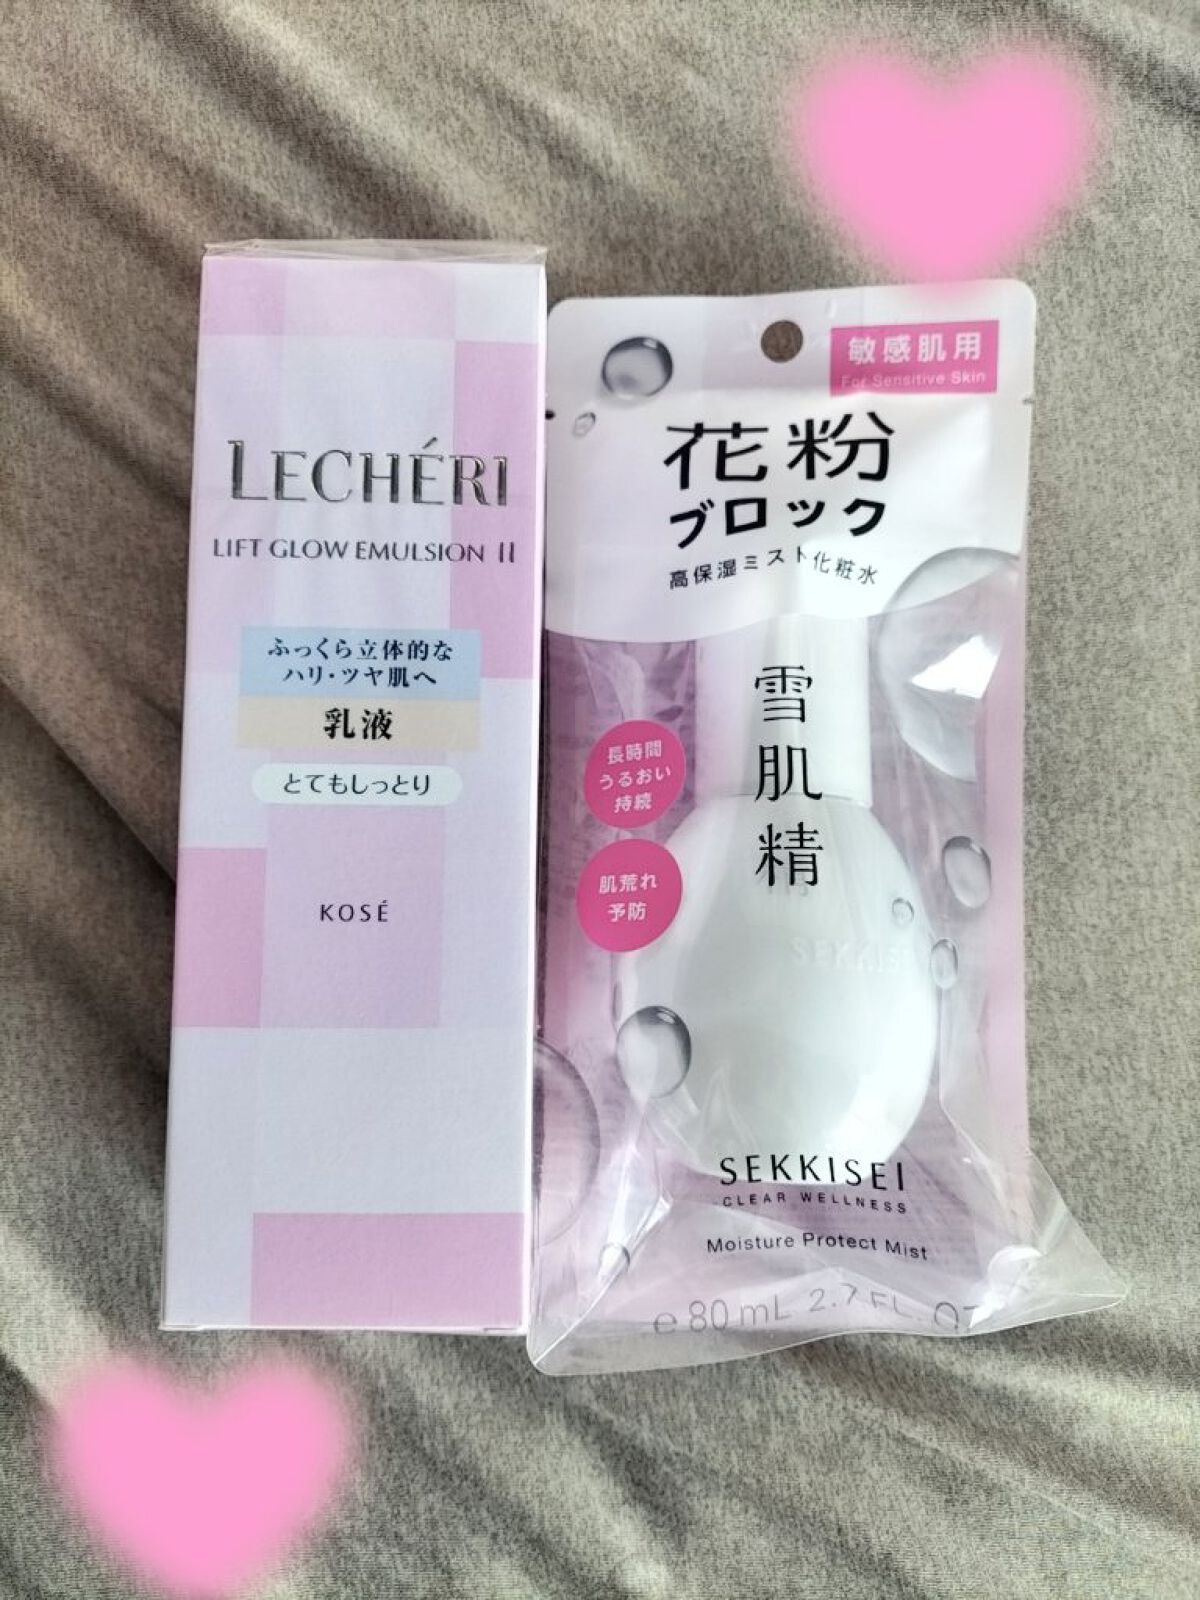 LECHÉRI
LIFT GLOW EMULSION II
ふっくら立体的な
ハリ・ツヤ肌へ
乳液
とてもしっとり
KOSÉ
敏感肌用
For Sensitive Skin
花粉
ブロック
高保湿ミスト化粧水
雪肌精
長時間
うるおい
持続
肌荒れ
予防
SEKKISEI
SEKKISEI
CLEAR WELLNESS
Moisture Protect Mist
e 80 mL 2.7 FL. OZ